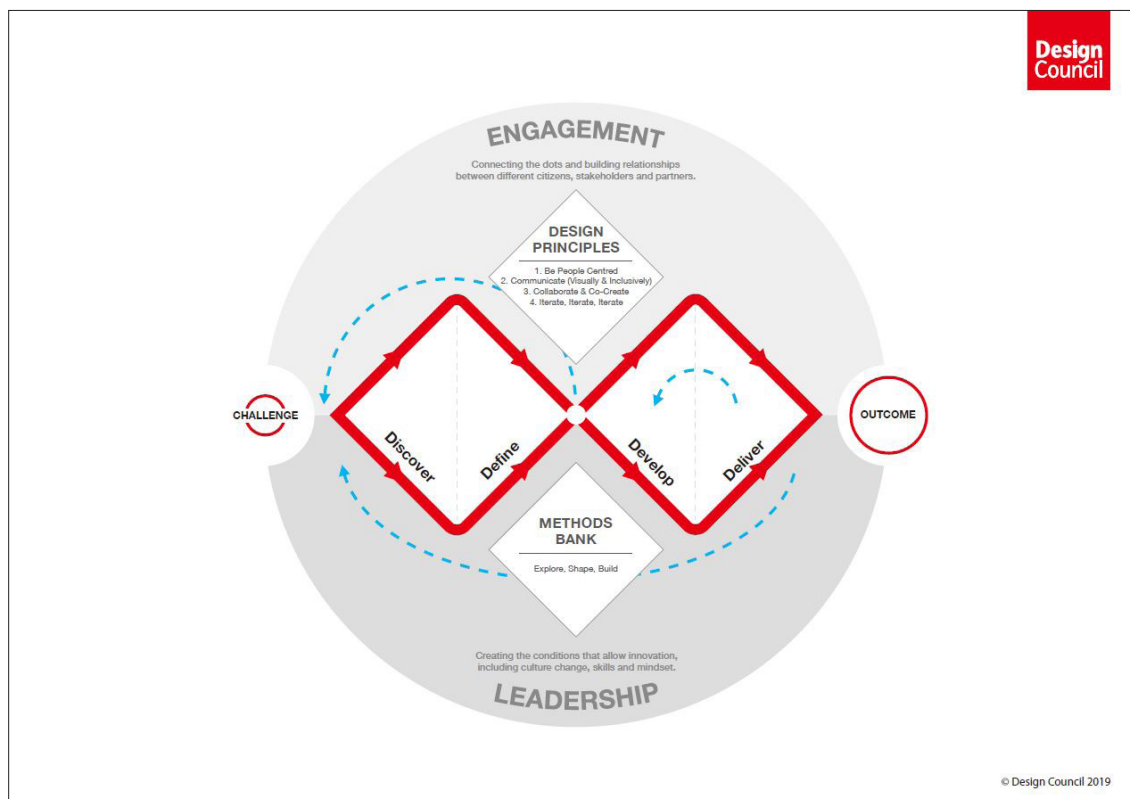 Design
Council
ENGAGEMENT
Connecting the dots and building relationships
between different citizens, stakeholders and partners.
DESIGN
PRINCIPLES
1. Be People Centred
2. Communicate (Visually & Inclusively)
3. Collaborate & Co-Create
4. Iterate, Iterate, Iterate
CHALLENGE
Discover
Define
Develop
Deliver
OUTCOME
METHODS
BANK
Explore, Shape, Build
Creating the conditions that allow innovation,
including culture change, skills and mindset.
LEADERSHIP
© Design Council 2019